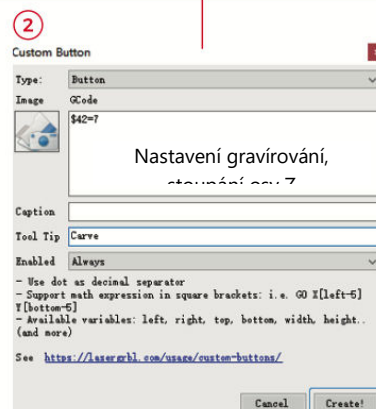 2
Custom Button
Type: Button
Image GCode
$42=7
Nastavení gravírování,
stoupání osy Z
Caption
Tool Tip Carve
Enabled Always
- Use dot as decimal separator
- Support math expression in square brackets: i.e. G0 X[left-5]
Y[bottom-5]
- Available variables: left, right, top, bottom, width, height..
(and more)
See https://lasergrbl.com/usage/custom-buttons/
Cancel Create!